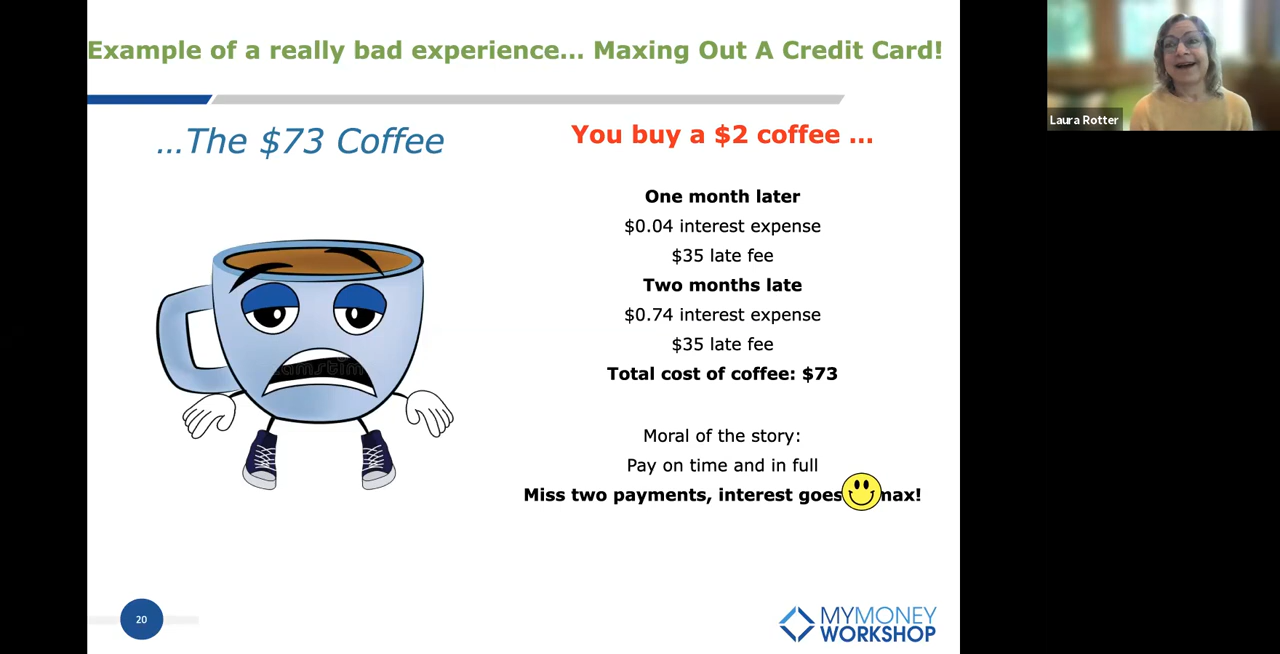 Example of a really bad experience... Maxing Out A Credit Card!
...The $73 Coffee
You buy a $2 coffee ...
One month later
$0.04 interest expense
$35 late fee
Two months late
$0.74 interest expense
$35 late fee
Total cost of coffee: $73
Moral of the story:
Pay on time and in full
Miss two payments, interest goes max!
20
MYMONEY
WORKSHOP
Laura Rotter